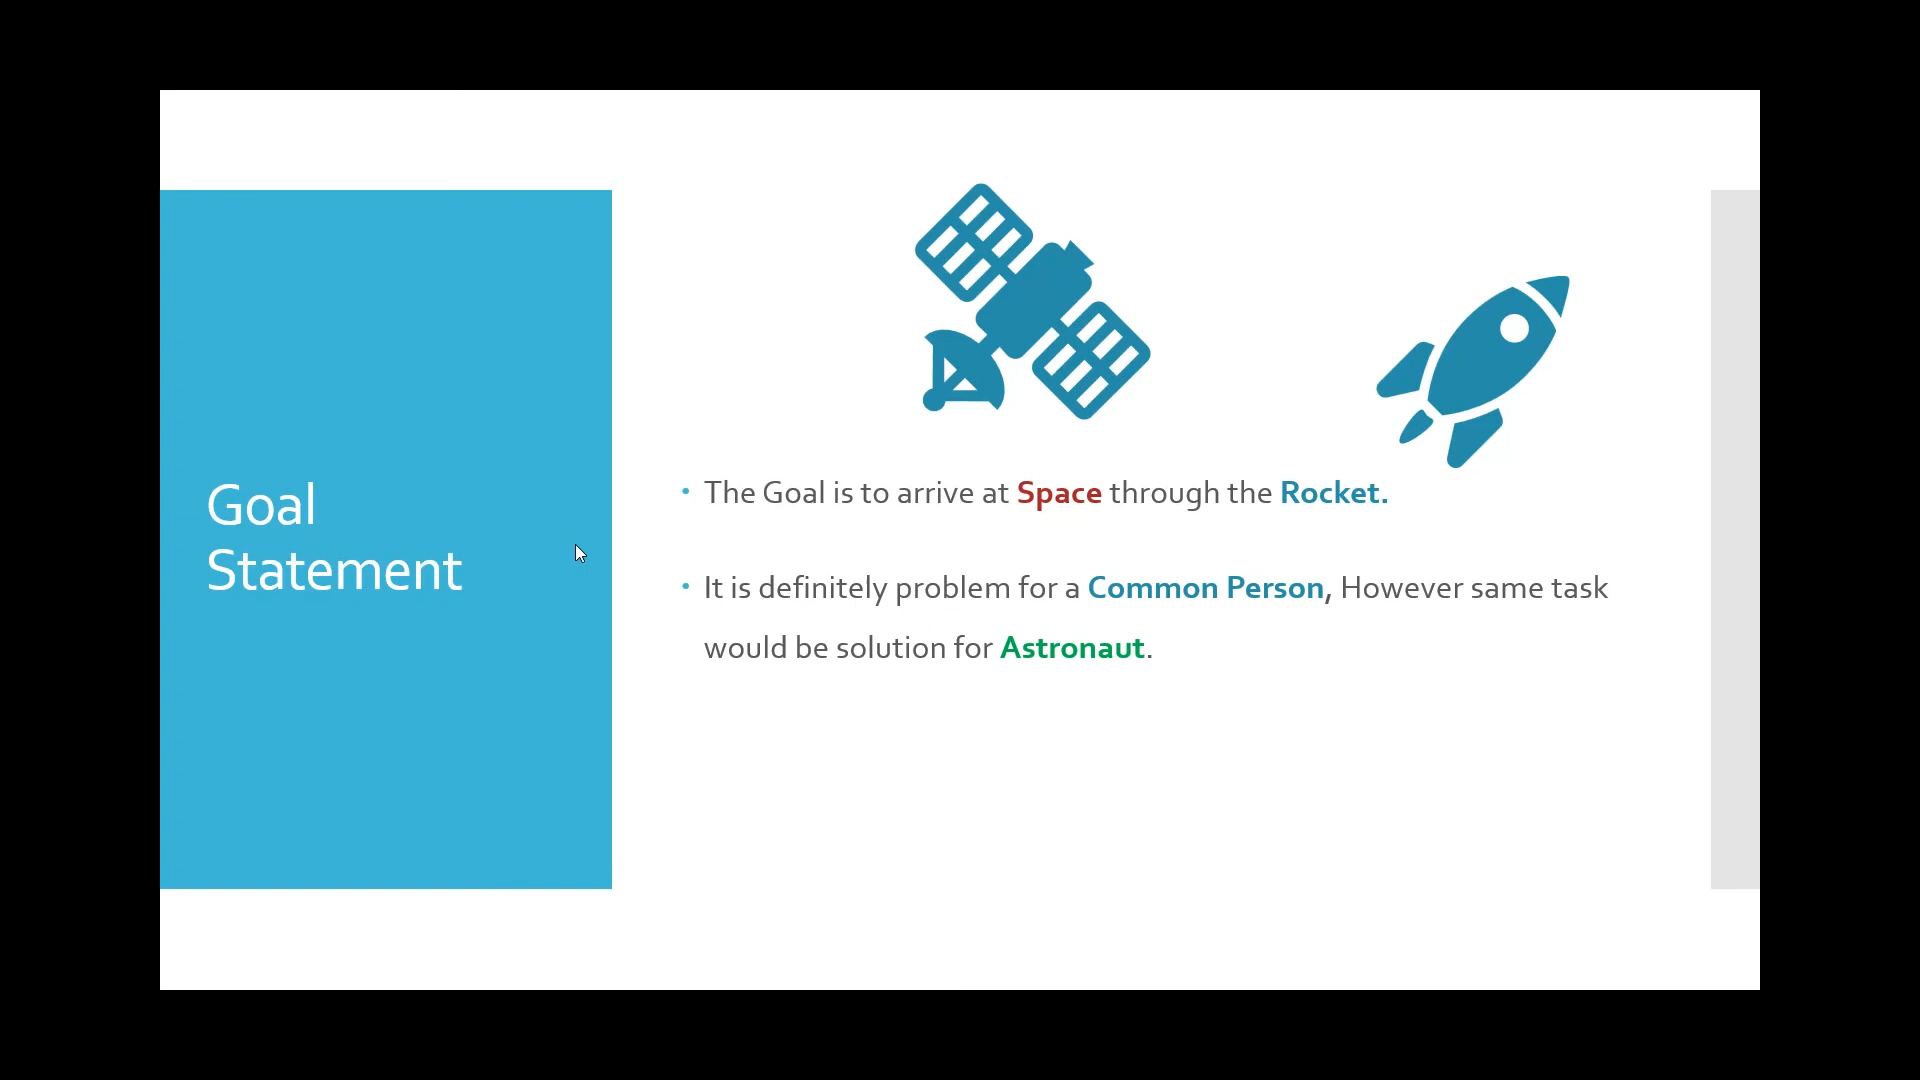 Goal
Statement
• The Goal is to arrive at Space through the Rocket.
• It is definitely problem for a Common Person, However same task
would be solution for Astronaut.